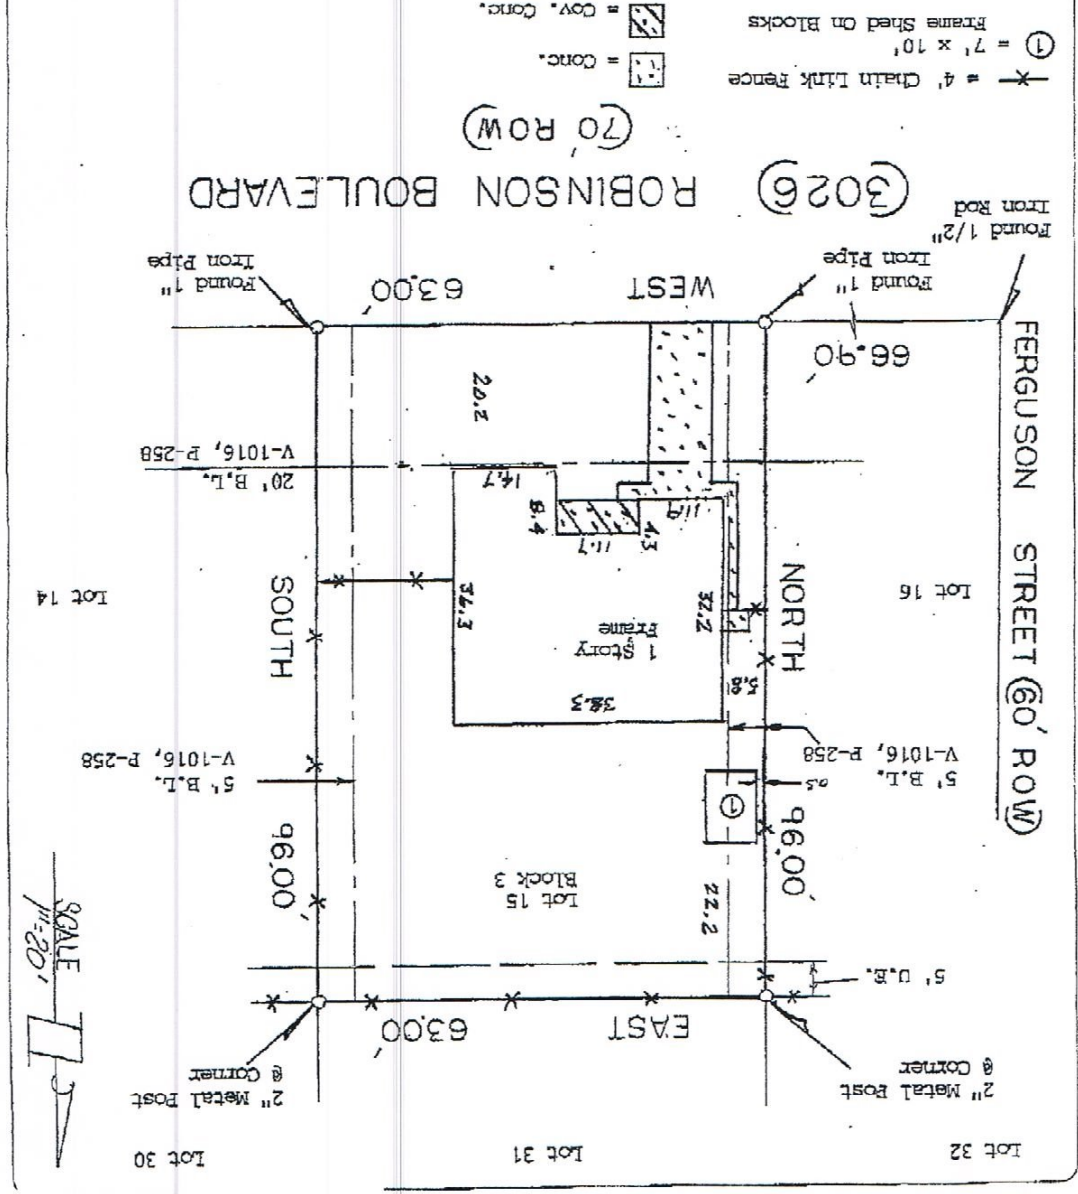 Lot 32
Lot 31
Lot 30
2" Metal Post
@ Corner
2" Metal Post
@ Corner
EAST
63.00'
SCALE
1"=20'
5' U.E.
22.2
Lot 15
Block 3
96.00'
96.00'
1
0.5
5' B.L.
V-1016, P-258
5' B.L.
V-1016, P-258
5.8
38.3
1 Story
Frame
32.2
36.3
NORTH
SOUTH
Lot 16
Lot 14
FERGUSON STREET (60' ROW)
11.9
4.3
11.7
8.4
14.7
20' B.L.
V-1016, P-258
20.2
66.90'
WEST
63.00'
Found 1"
Iron Pipe
Found 1"
Iron Pipe
Found 1/2"
Iron Rod
(3026) ROBINSON BOULEVARD
(70' ROW)
= 4' Chain Link Fence
1 = 7' x 10'
Frame Shed On Blocks
= Conc.
= Cov. Conc.